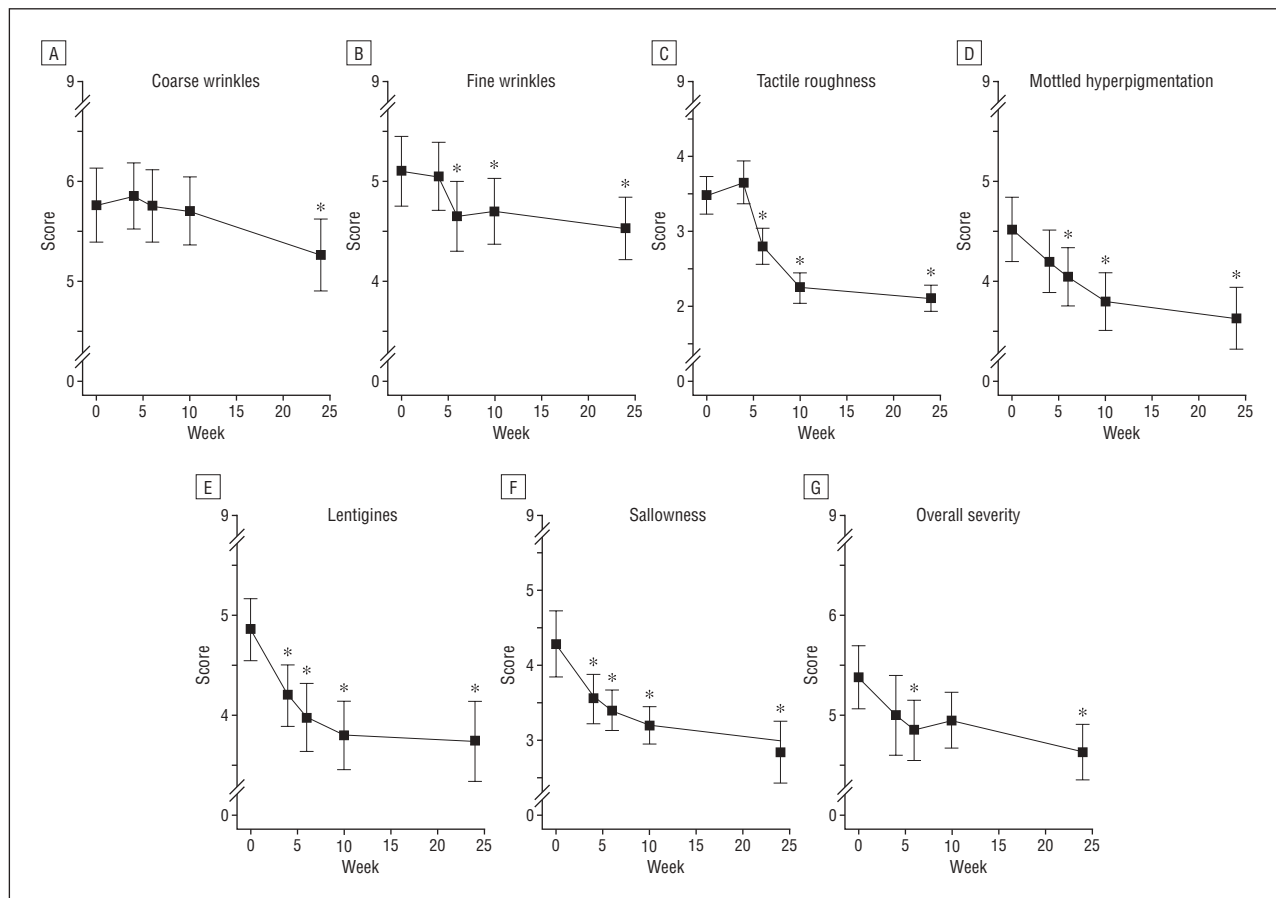 A
Coarse wrinkles
9
6
5
0
Score
*
0 5 10 15 20 25
Week
B
Fine wrinkles
9
5
4
0
Score
* * *
0 5 10 15 20 25
Week
C
Tactile roughness
9
4
3
2
0
Score
* * *
0 5 10 15 20 25
Week
D
Mottled hyperpigmentation
9
5
4
0
Score
* * *
0 5 10 15 20 25
Week
E
Lentigines
9
5
4
0
Score
* * * *
0 5 10 15 20 25
Week
F
Sallowness
9
5
4
3
0
Score
* * * *
0 5 10 15 20 25
Week
G
Overall severity
9
6
5
0
Score
* *
0 5 10 15 20 25
Week